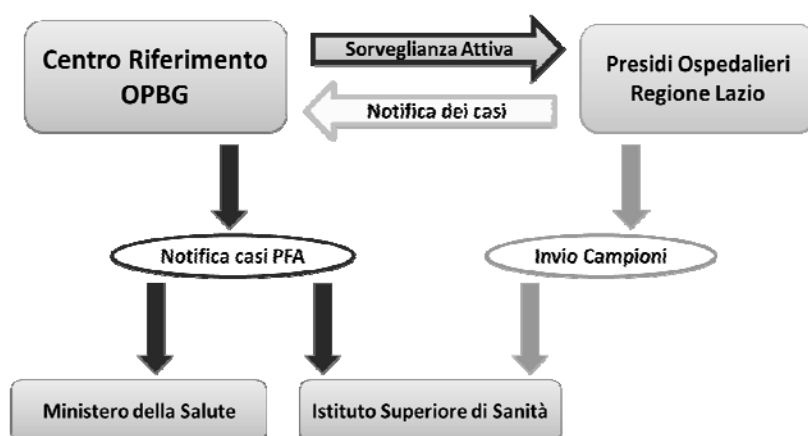 Centro Riferimento
OPBG
Sorveglianza Attiva
Notifica dei casi
Presidi Ospedalieri
Regione Lazio
Notifica casi PFA
Invio Campioni
Ministero della Salute
Istituto Superiore di Sanità